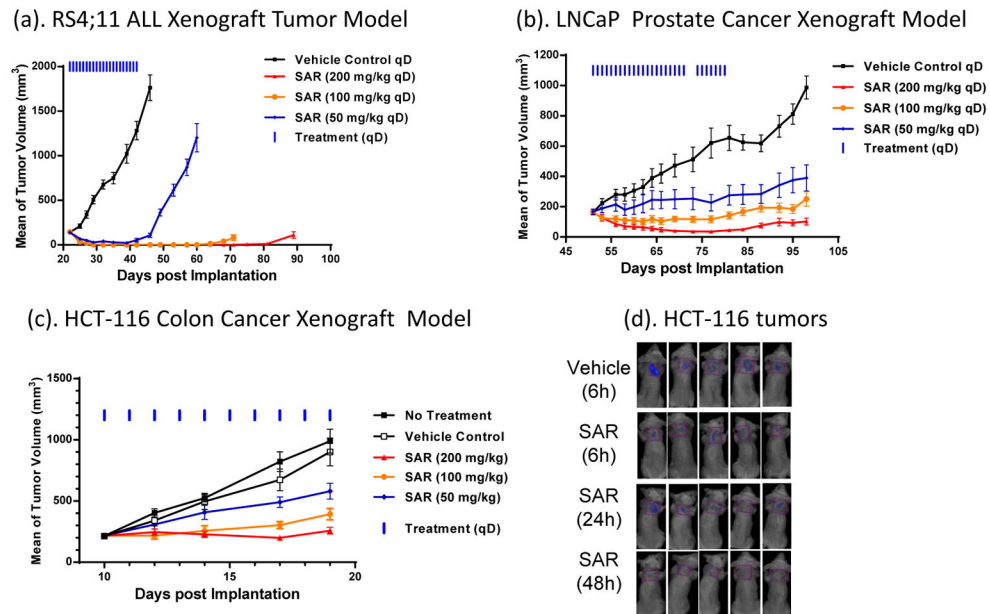 (a). RS4;11 ALL Xenograft Tumor Model
Mean of Tumor Volume (mm³)
2000
1500
1000
500
0
20 30 40 50 60 70 80 90 100
Days post Implantation
Vehicle Control qD
SAR (200 mg/kg qD)
SAR (100 mg/kg qD)
SAR (50 mg/kg qD)
Treatment (qD)
(b). LNCaP Prostate Cancer Xenograft Model
Mean of Tumor Volume (mm³)
1200
1000
800
600
400
200
0
45 55 65 75 85 95 105
Days post Implantation
Vehicle Control qD
SAR (200 mg/kg qD)
SAR (100 mg/kg qD)
SAR (50 mg/kg qD)
Treatment (qD)
(c). HCT-116 Colon Cancer Xenograft Model
Mean of Tumor Volume (mm³)
1500
1000
500
0
10 15 20
Days post Implantation
No Treatment
Vehicle Control
SAR (200 mg/kg)
SAR (100 mg/kg)
SAR (50 mg/kg)
Treatment (qD)
(d). HCT-116 tumors
Vehicle
(6h)
SAR
(6h)
SAR
(24h)
SAR
(48h)